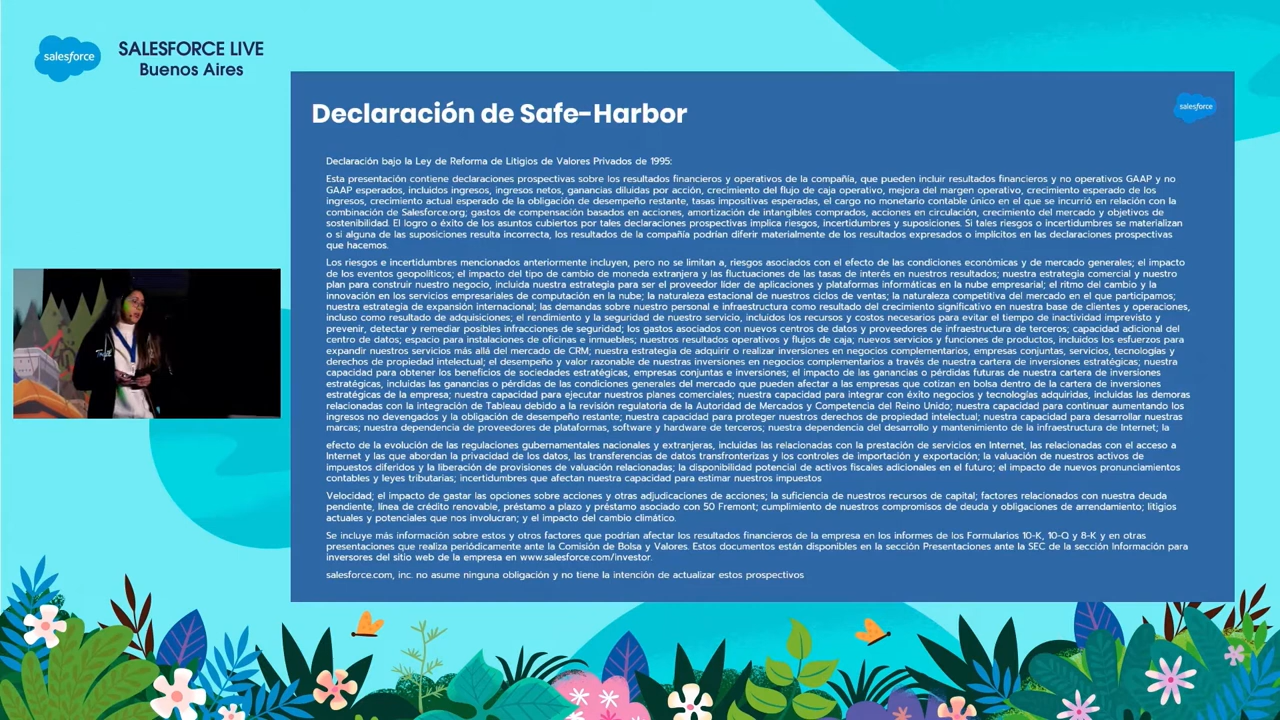 salesforce
SALESFORCE LIVE
Buenos Aires
Declaración de Safe-Harbor
salesforce
Declaración bajo la Ley de Reforma de Litigios de Valores Privados de 1995:
Esta presentación contiene declaraciones prospectivas sobre los resultados financieros y operativos de la compañía, que pueden incluir resultados financieros y no operativos GAAP y no
GAAP esperados, incluidos ingresos, ingresos netos, ganancias diluidas por acción, crecimiento del flujo de caja operativo, mejora del margen operativo, crecimiento esperado de los
ingresos, crecimiento actual esperado de la obligación de desempeño restante, tasas impositivas esperadas, el cargo no monetario contable único en el que se incurrió en relación con la
combinación de Salesforce.org; gastos de compensación basados en acciones, amortización de intangibles comprados, acciones en circulación, crecimiento del mercado y objetivos de
sostenibilidad. El logro o éxito de los asuntos cubiertos por tales declaraciones prospectivas implica riesgos, incertidumbres y suposiciones. Si tales riesgos o incertidumbres se materializan
o si alguna de las suposiciones resulta incorrecta, los resultados de la compañía podrían diferir materialmente de los resultados expresados o implícitos en las declaraciones prospectivas
que hacemos.
Los riesgos e incertidumbres mencionados anteriormente incluyen, pero no se limitan a, riesgos asociados con el efecto de las condiciones económicas y de mercado generales; el impacto
de los eventos geopolíticos; el impacto del tipo de cambio de moneda extranjera y las fluctuaciones de las tasas de interés en nuestros resultados; nuestra estrategia comercial y nuestro
plan para construir nuestro negocio, incluida nuestra estrategia para ser el proveedor líder de aplicaciones y plataformas informáticas en la nube empresarial; el ritmo del cambio y la
innovación en los servicios empresariales de computación en la nube; la naturaleza estacional de nuestros ciclos de ventas; la naturaleza competitiva del mercado en el que participamos;
nuestra estrategia de expansión internacional; las demandas sobre nuestro personal e infraestructura como resultado del crecimiento significativo en nuestra base de clientes y operaciones,
incluso como resultado de adquisiciones; el rendimiento y la seguridad de nuestro servicio, incluidos los recursos y costos necesarios para evitar el tiempo de inactividad imprevisto y
prevenir, detectar y remediar posibles infracciones de seguridad; los gastos asociados con nuevos centros de datos y proveedores de infraestructura de terceros; capacidad adicional del
centro de datos; espacio para instalaciones de oficinas e inmuebles; nuestros resultados operativos y flujos de caja; nuevos servicios y funciones de productos, incluidos los esfuerzos para
expandir nuestros servicios más allá del mercado de CRM; nuestra estrategia de adquirir o realizar inversiones en negocios complementarios, empresas conjuntas, servicios, tecnologías y
derechos de propiedad intelectual; el desempeño y valor razonable de nuestras inversiones en negocios complementarios a través de nuestra cartera de inversiones estratégicas; nuestra
capacidad para obtener los beneficios de sociedades estratégicas, empresas conjuntas e inversiones; el impacto de las ganancias o pérdidas futuras de nuestra cartera de inversiones
estratégicas, incluidas las ganancias o pérdidas de las condiciones generales del mercado que pueden afectar a las empresas que cotizan en bolsa dentro de la cartera de inversiones
estratégicas de la empresa; nuestra capacidad para ejecutar nuestros planes comerciales; nuestra capacidad para integrar con éxito negocios y tecnologías adquiridas, incluidas las demoras
relacionadas con la integración de Tableau debido a la revisión regulatoria de la Autoridad de Mercados y Competencia del Reino Unido; nuestra capacidad para continuar aumentando los
ingresos no devengados y la obligación de desempeño restante; nuestra capacidad para proteger nuestros derechos de propiedad intelectual; nuestra capacidad para desarrollar nuestras
marcas; nuestra dependencia de proveedores de plataformas, software y hardware de terceros; nuestra dependencia del desarrollo y mantenimiento de la infraestructura de Internet; la
efecto de la evolución de las regulaciones gubernamentales nacionales y extranjeras, incluidas las relacionadas con la prestación de servicios en Internet, las relacionadas con el acceso a
Internet y las que abordan la privacidad de los datos, las transferencias de datos transfronterizas y los controles de importación y exportación; la valuación de nuestros activos de
impuestos diferidos y la liberación de provisiones de valuación relacionadas; la disponibilidad potencial de activos fiscales adicionales en el futuro; el impacto de nuevos pronunciamientos
contables y leyes tributarias; incertidumbres que afectan nuestra capacidad para estimar nuestros impuestos
Velocidad; el impacto de gastar las opciones sobre acciones y otras adjudicaciones de acciones; la suficiencia de nuestros recursos de capital; factores relacionados con nuestra deuda
pendiente, línea de crédito renovable, préstamo a plazo y préstamo asociado con 50 Fremont; cumplimiento de nuestros compromisos de deuda y obligaciones de arrendamiento; litigios
actuales y potenciales que nos involucran; y el impacto del cambio climático.
Se incluye más información sobre estos y otros factores que podrían afectar los resultados financieros de la empresa en los informes de los Formularios 10-K, 10-Q y 8-K y en otras
presentaciones que realiza periódicamente ante la Comisión de Bolsa y Valores. Estos documentos están disponibles en la sección Presentaciones ante la SEC de la sección Información para
inversores del sitio web de la empresa en www.salesforce.com/investor.
salesforce.com, inc. no asume ninguna obligación y no tiene la intención de actualizar estos prospectivos